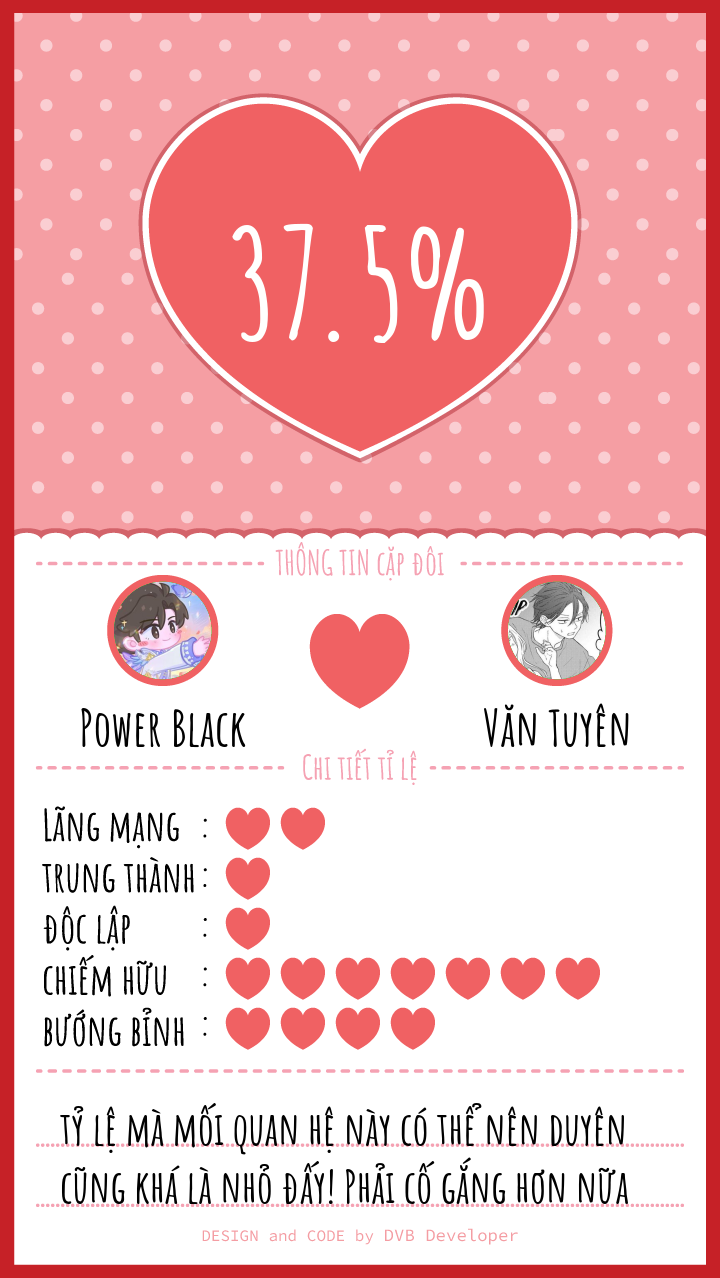 37.5%
THÔNG TIN CẶP ĐÔI
IP
POWER BLACK
VĂN TUYÊN
CHI TIẾT TỈ LỆ
LÃNG MẠNG :
TRUNG THÀNH :
ĐỘC LẬP :
CHIẾM HỮU :
BƯỚNG BỈNH :
TỶ LỆ MÀ MỐI QUAN HỆ NÀY CÓ THỂ NÊN DUYÊN
CŨNG KHÁ LÀ NHỎ ĐẤY! PHẢI CỐ GẮNG HƠN NỮA
DESIGN and CODE by DVB Developer